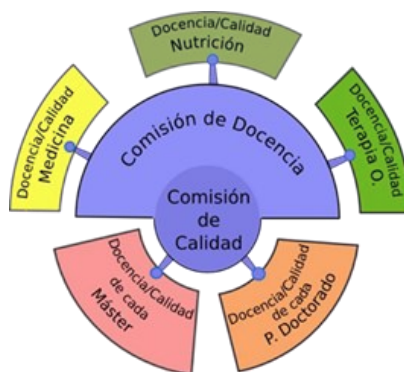 Docencia/Calidad
Nutrición
Docencia/Calidad
Medicina
Docencia/Calidad
Terapia O.
Comisión de Docencia
Comisión
de
Calidad
Docencia/Calidad
de cada
Máster
Docencia/Calidad
de cada
P. Doctorado